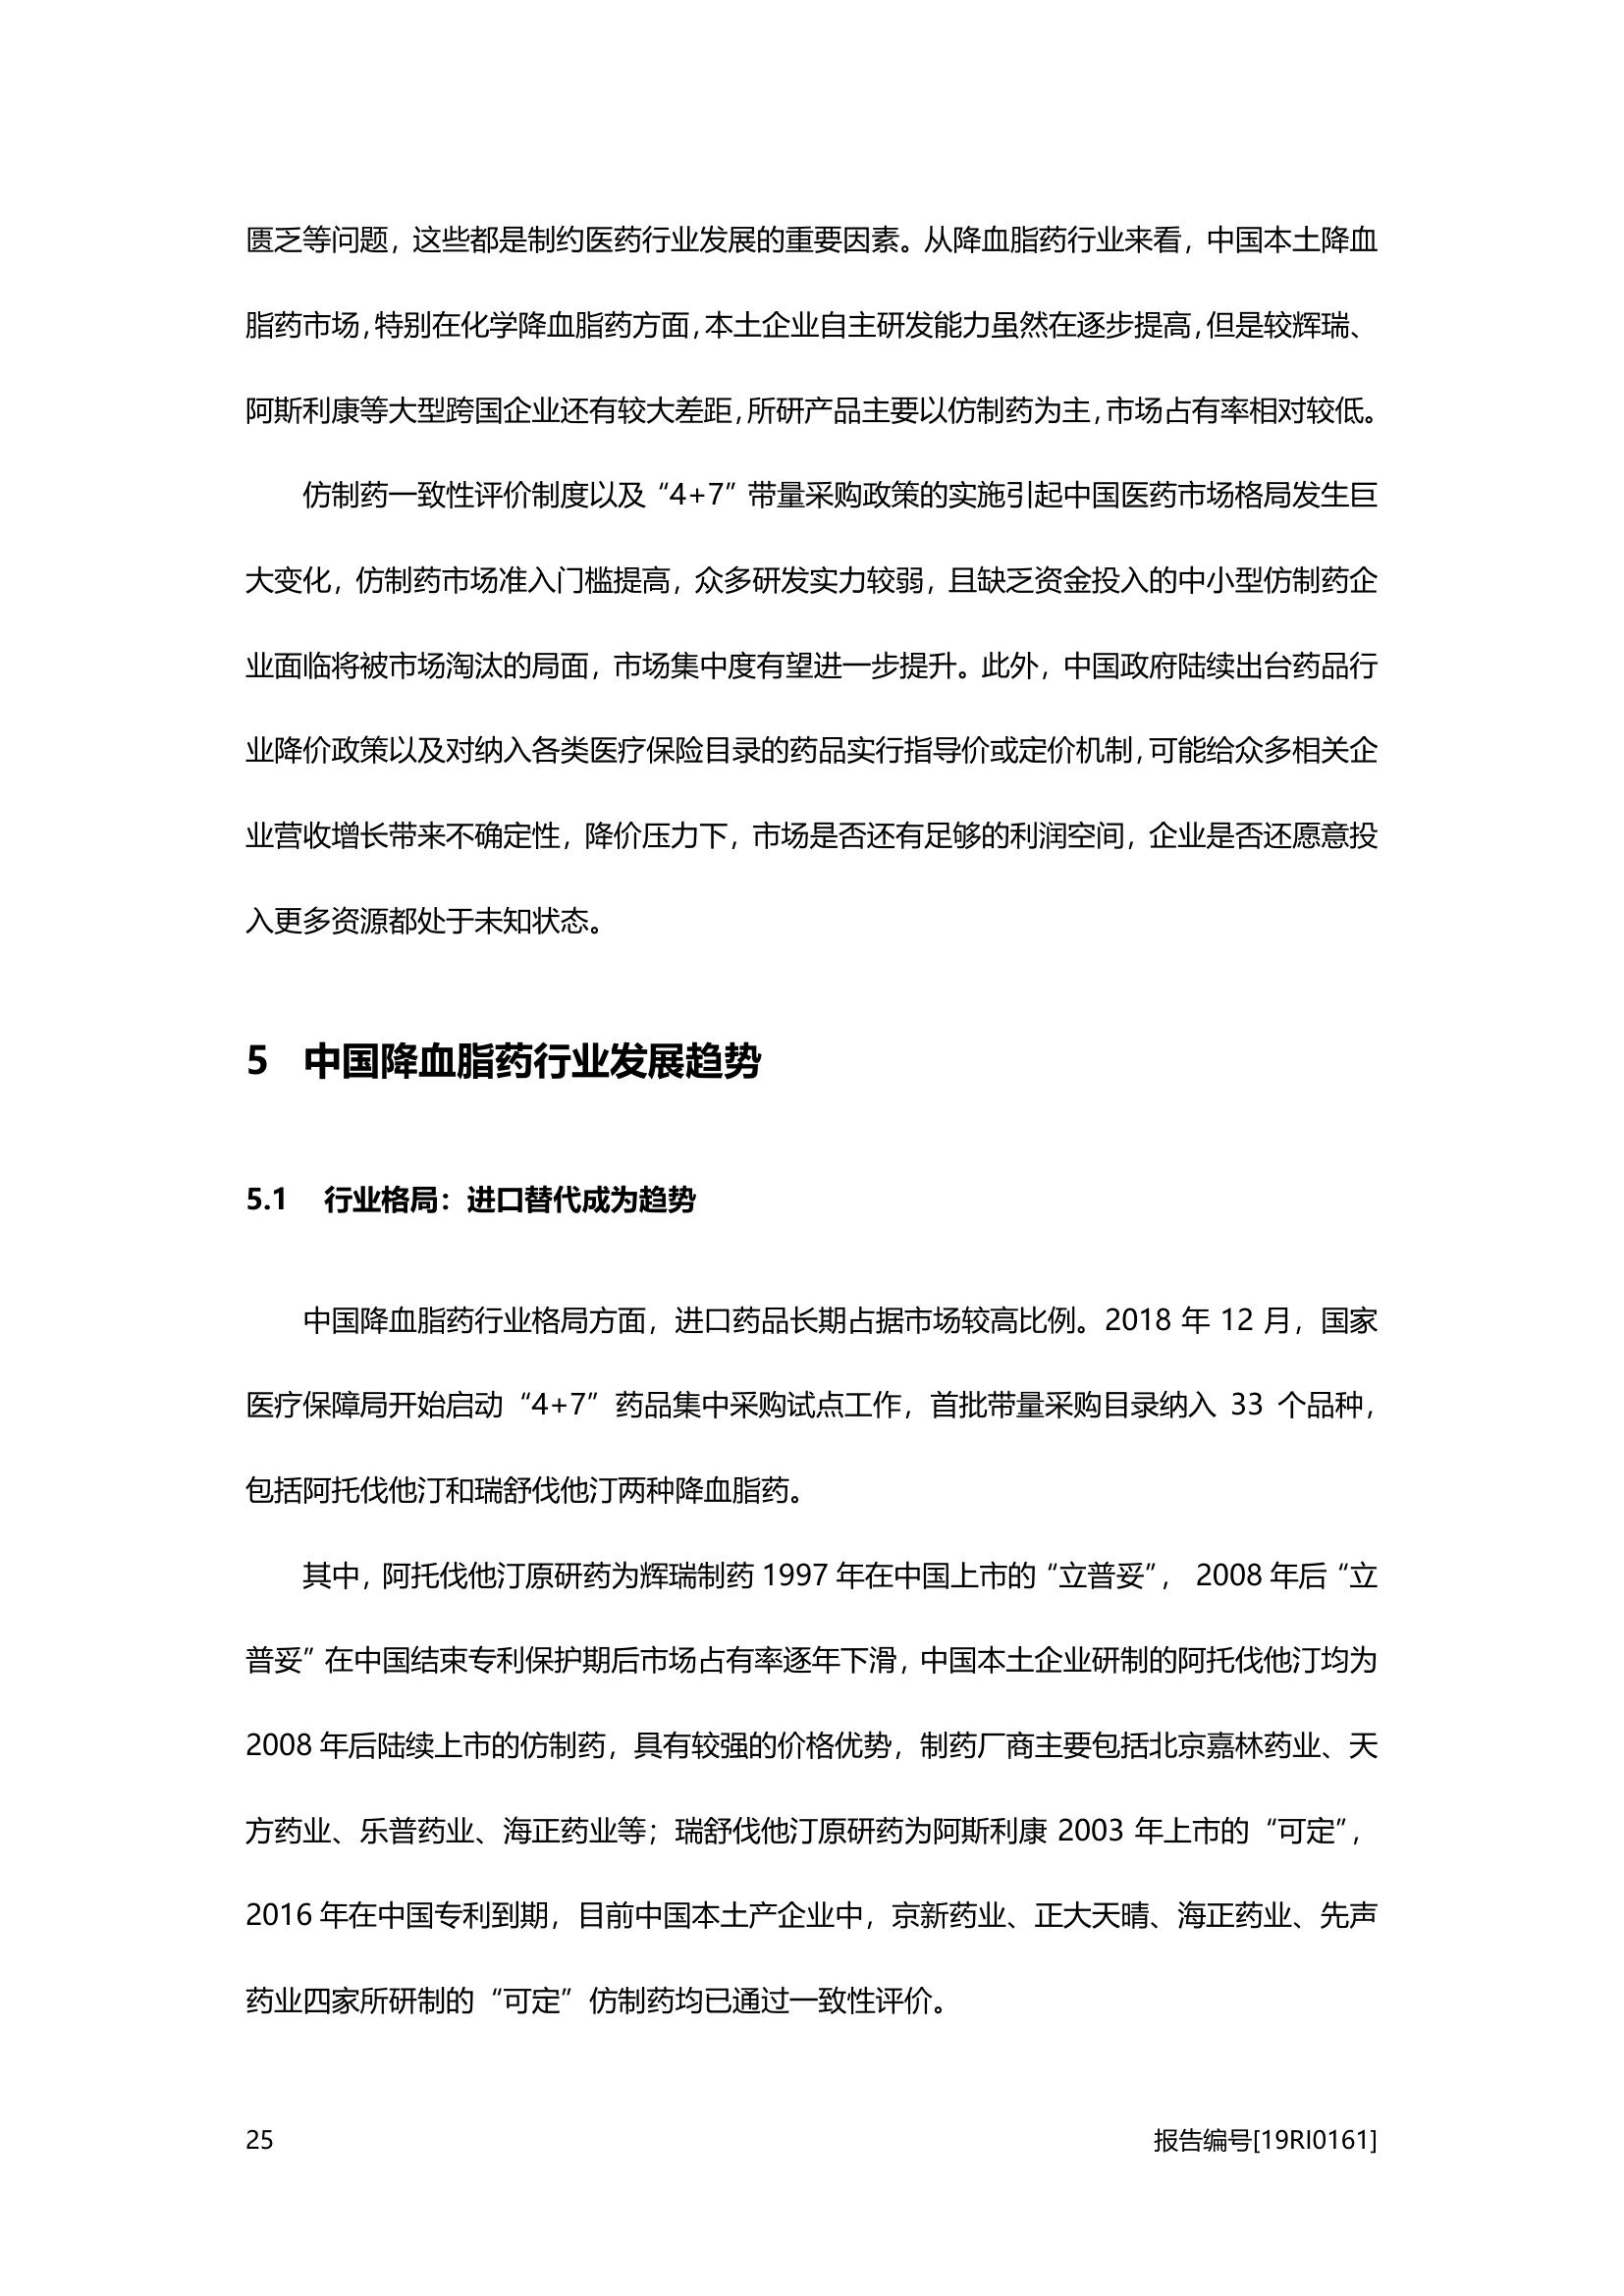 匮乏等问题，这些都是制约医药行业发展的重要因素。从降血脂药行业来看，中国本土降血
脂药市场，特别在化学降血脂药方面，本土企业自主研发能力虽然在逐步提高，但是较辉瑞、
阿斯利康等大型跨国企业还有较大差距，所研产品主要以仿制药为主，市场占有率相对较低。
仿制药一致性评价制度以及“4+7”带量采购政策的实施引起中国医药市场格局发生巨
大变化，仿制药市场准入门槛提高，众多研发实力较弱，且缺乏资金投入的中小型仿制药企
业面临将被市场淘汰的局面，市场集中度有望进一步提升。此外，中国政府陆续出台药品行
业降价政策以及对纳入各类医疗保险目录的药品实行指导价或定价机制，可能给众多相关企
业营收增长带来不确定性，降价压力下，市场是否还有足够的利润空间，企业是否还愿意投
入更多资源都处于未知状态。
5 中国降血脂药行业发展趋势
5.1 行业格局：进口替代成为趋势
中国降血脂药行业格局方面，进口药品长期占据市场较高比例。2018 年 12 月，国家
医疗保障局开始启动“4+7”药品集中采购试点工作，首批带量采购目录纳入 33 个品种，
包括阿托伐他汀和瑞舒伐他汀两种降血脂药。
其中，阿托伐他汀原研药为辉瑞制药 1997 年在中国上市的“立普妥”， 2008 年后“立
普妥”在中国结束专利保护期后市场占有率逐年下滑，中国本土企业研制的阿托伐他汀均为
2008 年后陆续上市的仿制药，具有较强的价格优势，制药厂商主要包括北京嘉林药业、天
方药业、乐普药业、海正药业等；瑞舒伐他汀原研药为阿斯利康 2003 年上市的“可定”，
2016 年在中国专利到期，目前中国本土产企业中，京新药业、正大天晴、海正药业、先声
药业四家所研制的“可定”仿制药均已通过一致性评价。
25 报告编号[19RI0161]